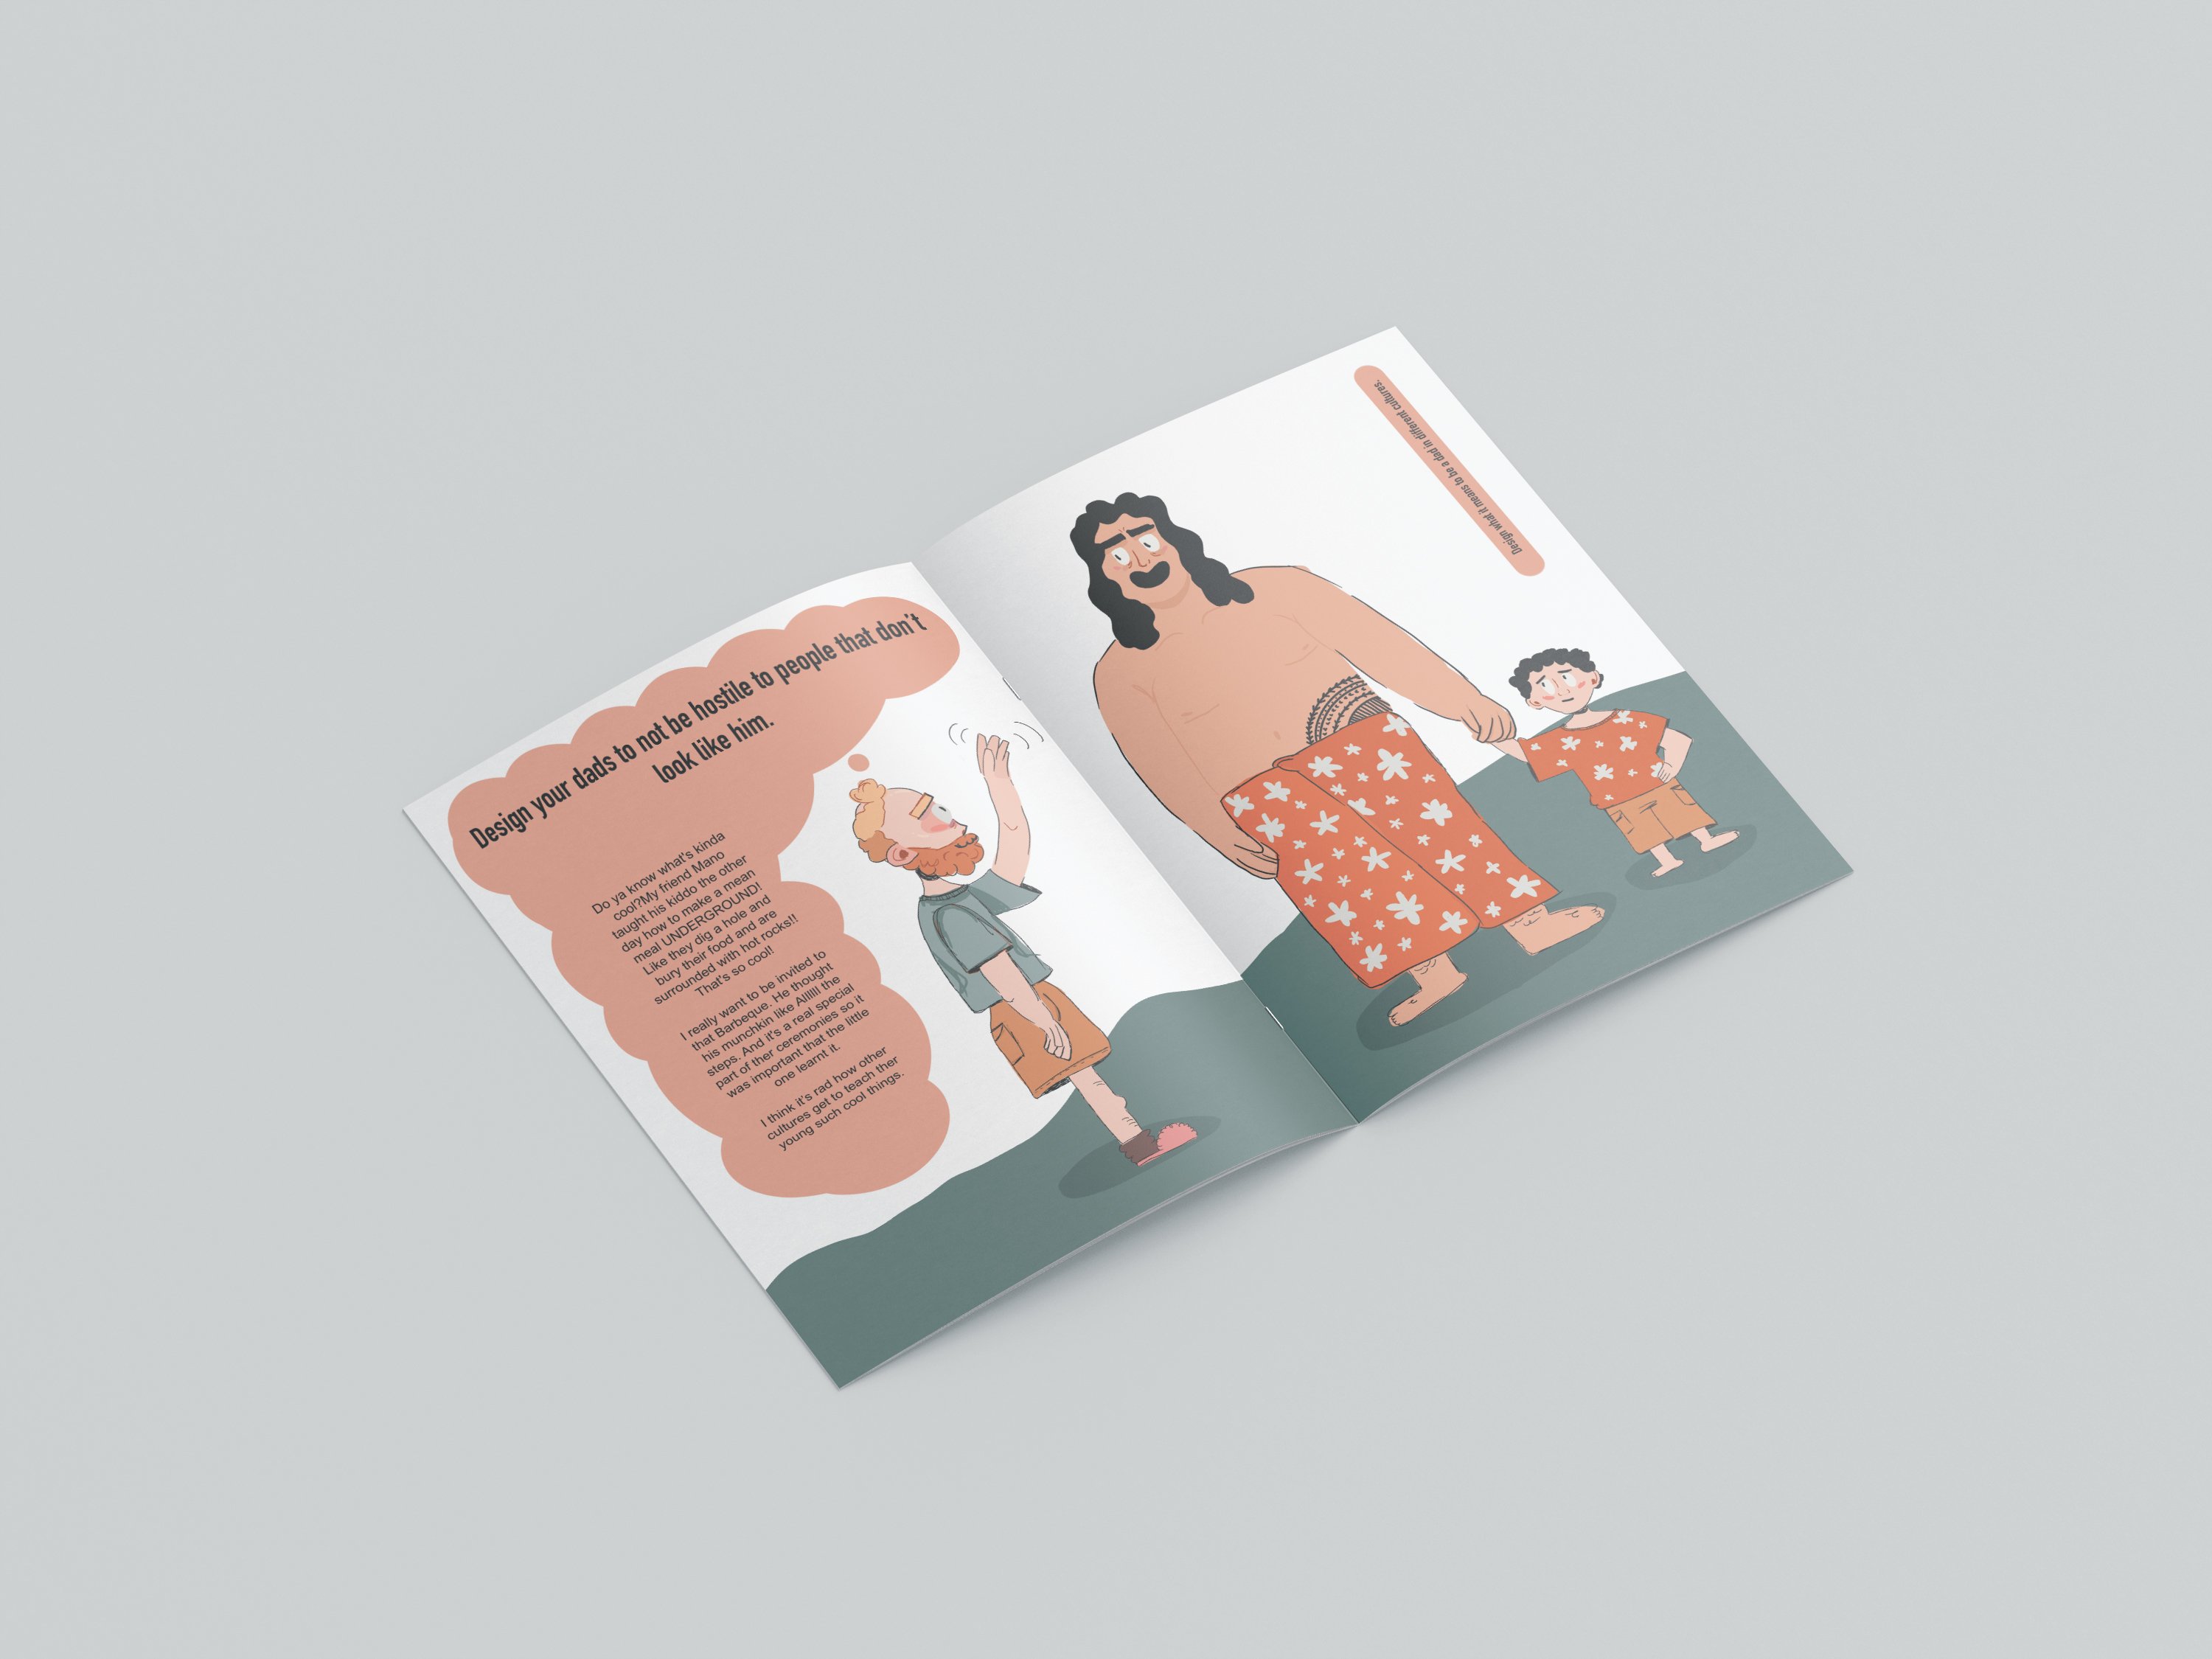 Design your dads to not be hostile to people that don't
look like him.
Do ya know what's kinda
cool?My friend Mano
taught his kiddo the other
day how to make a mean
meal UNDERGROUND!
Like they dig a hole and
bury their food and are
surrounded with hot rocks!!
That's so cool!
I really want to be invited to
that Barbeque. He thought
his munchkin like Allllll the
steps. And it's a real special
part of ther ceremonies so it
was important that the little
one learnt it.
I think it's rad how other
cultures get to teach ther
young such cool things.
Design what it means to be a dad in different cultures.